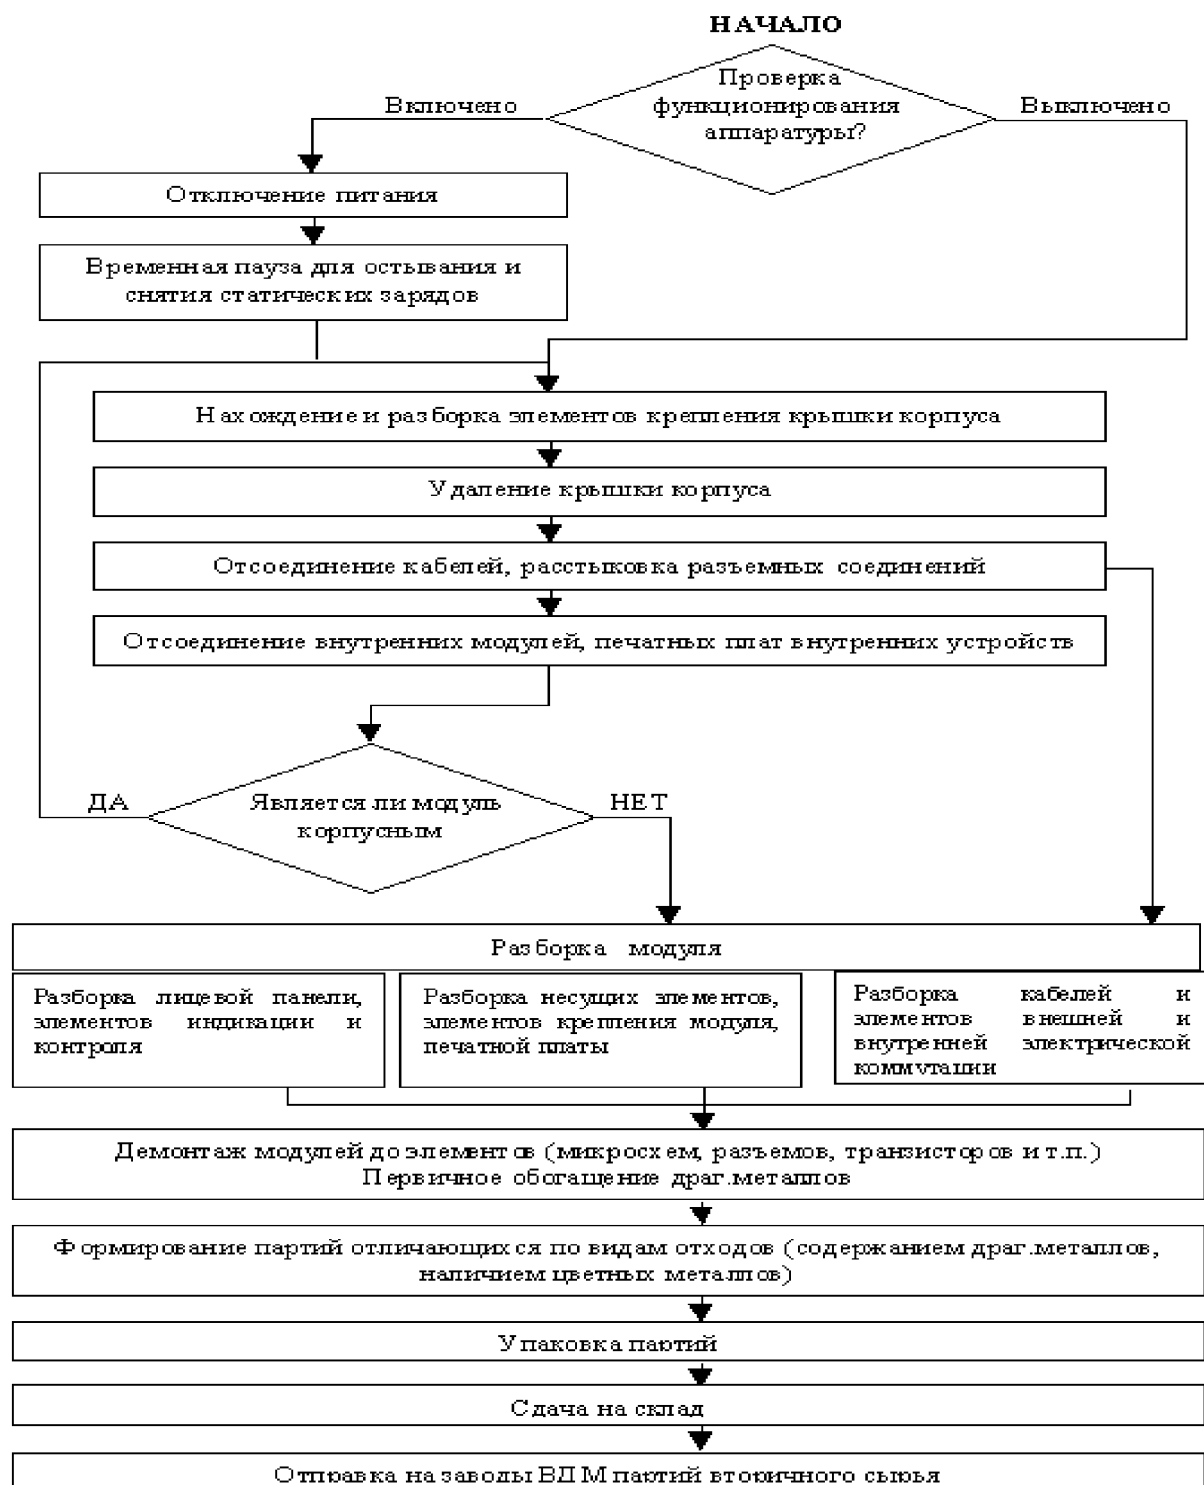 НАЧАЛО
Проверка
функционирования
аппаратуры?
Включено
Выключено
Отключение питания
Временная пауза для остывания и
снятия статических зарядов
Нахождение и разборка элементов крепления крышки корпуса
Удаление крышки корпуса
Отсоединение кабелей, расстыковка разъемных соединений
Отсоединение внутренних модулей, печатных плат внутренних устройств
ДА
Является ли модуль
корпусным
НЕТ
Разборка модуля
Разборка лицевой панели,
элементов индикации и
контроля
Разборка несущих элементов,
элементов крепления модуля,
печатной платы
Разборка кабелей и
элементов внешней и
внутренней электрической
коммутации
Демонтаж модулей до элементов (микросхем, разъемов, транзисторов и т.п.)
Первичное обогащение драг.металлов
Формирование партий отличающихся по видам отходов (содержанием драг.металлов,
наличием цветных металлов)
Упаковка партий
Сдача на склад
Отправка на заводы ВДМ партий вторичного сырья